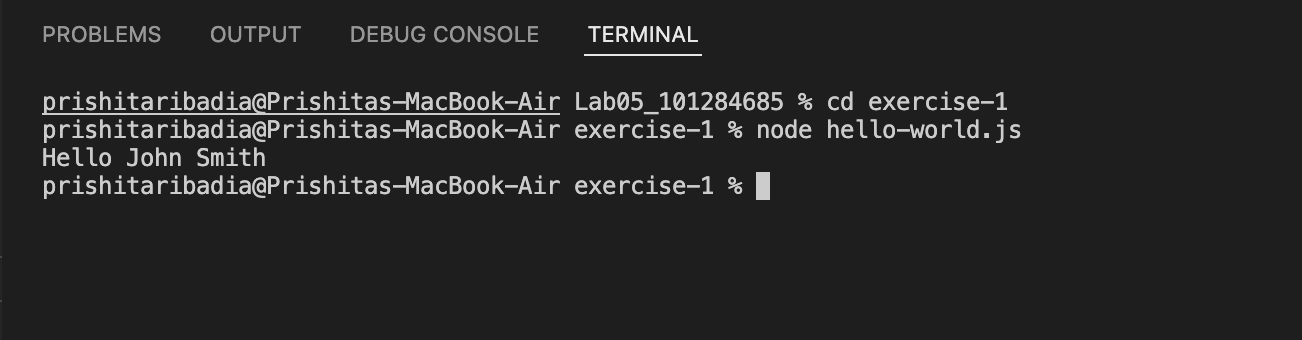 PROBLEMS OUTPUT DEBUG CONSOLE TERMINAL
prishitaribadia@Prishitas-MacBook-Air Lab05_101284685 % cd exercise-1
prishitaribadia@Prishitas-MacBook-Air exercise-1 % node hello-world.js
Hello John Smith
prishitaribadia@Prishitas-MacBook-Air exercise-1 %